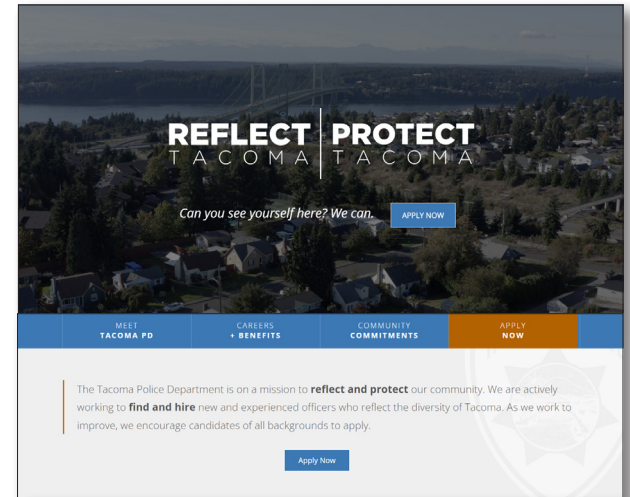 REFLECT PROTECT
TACOMA TACOMA
Can you see yourself here? We can. APPLY NOW
MEET CAREERS COMMUNITY APPLY
TACOMA PD + BENEFITS COMMITMENTS NOW
The Tacoma Police Department is on a mission to reflect and protect our community. We are actively
working to find and hire new and experienced officers who reflect the diversity of Tacoma. As we work to
improve, we encourage candidates of all backgrounds to apply.
Apply Now